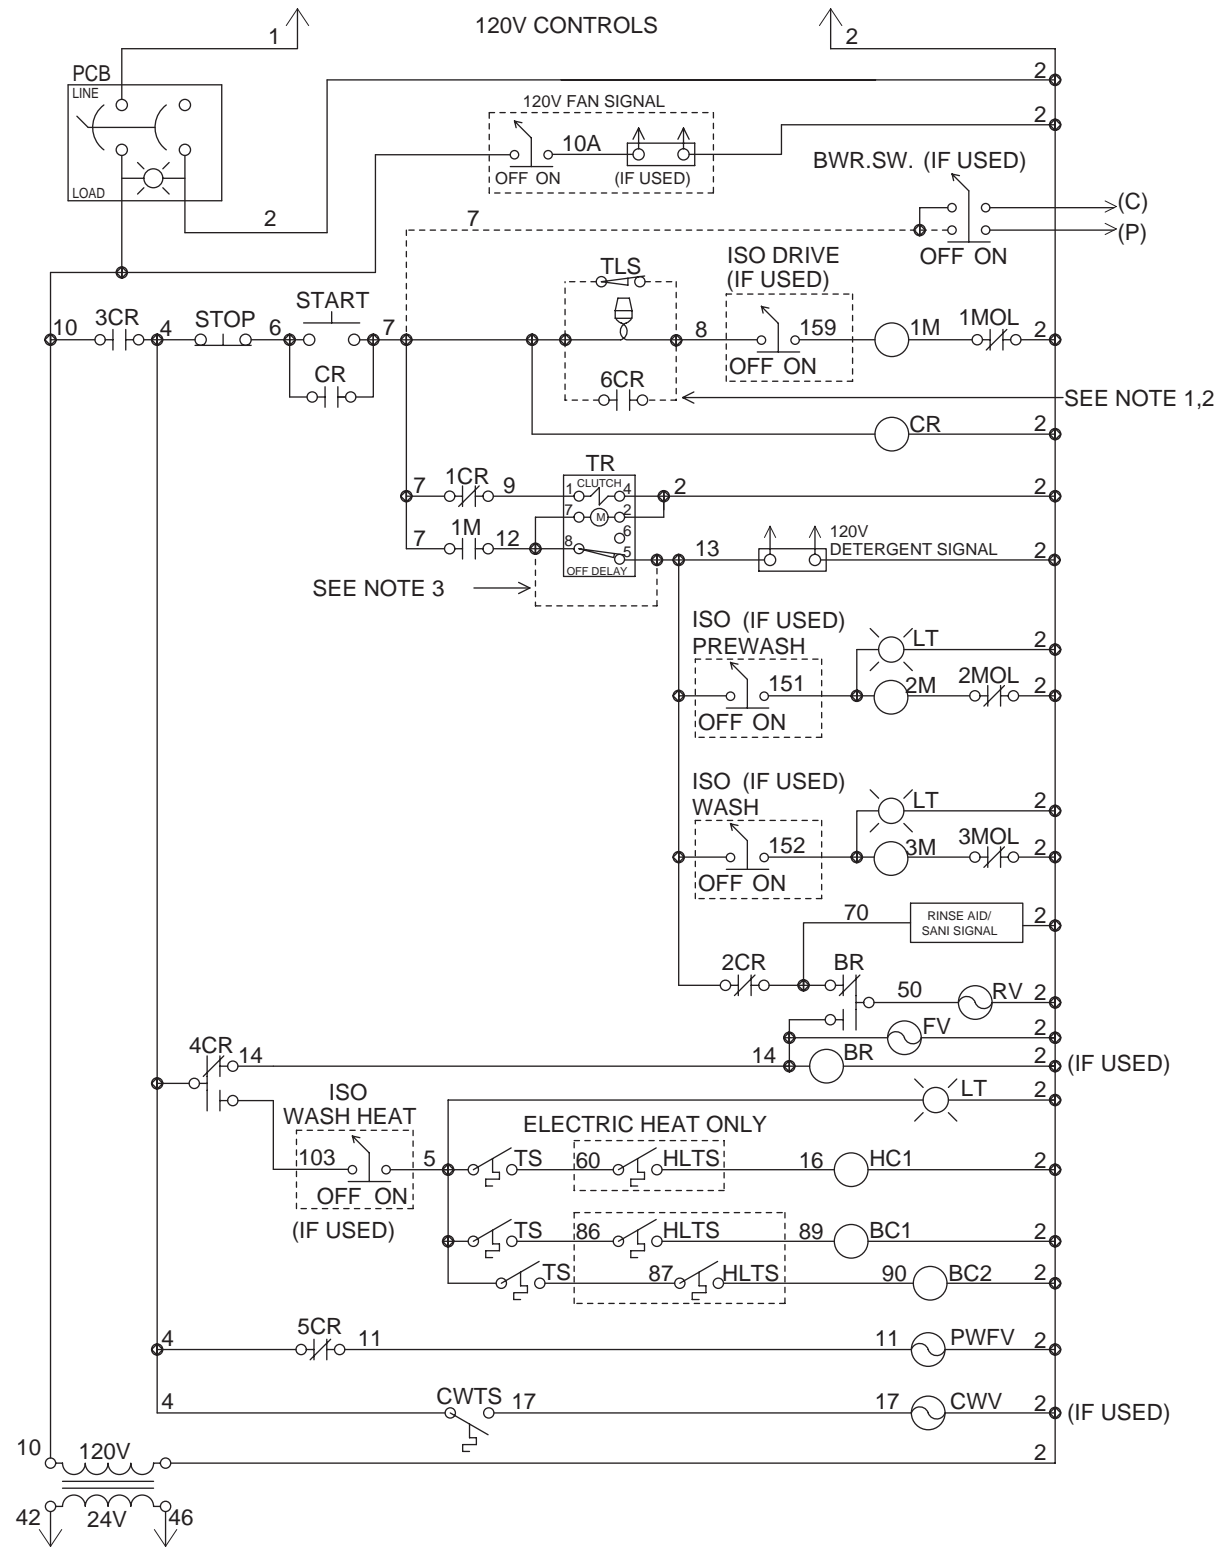 120V CONTROLS
1
2
PCB
LINE
LOAD
2
2
120V FAN SIGNAL
10A
OFF ON
(IF USED)
2
BWR.SW. (IF USED)
(C)
(P)
OFF ON
2
7
TLS
ISO DRIVE
(IF USED)
START
10
3CR
4
STOP
6
7
8
159
1M
1MOL
2
OFF ON
CR
6CR
SEE NOTE 1,2
CR
2
TR
7
1CR
9
1
CLUTCH
4
2
2
7
M
2
6
7
1M
12
8
5
OFF DELAY
13
120V
DETERGENT SIGNAL
2
SEE NOTE 3
ISO (IF USED)
PREWASH
LT
2
151
2M
2MOL
2
OFF ON
ISO (IF USED)
WASH
LT
2
152
3M
3MOL
2
OFF ON
70
RINSE AID/
SANI SIGNAL
2
2CR
BR
50
RV
2
FV
2
4CR
14
14
BR
2
(IF USED)
ISO
WASH HEAT
LT
2
ELECTRIC HEAT ONLY
103
5
TS
60
HLTS
16
HC1
2
OFF ON
(IF USED)
TS
86
HLTS
89
BC1
2
TS
87
HLTS
90
BC2
2
4
5CR
11
11
PWFV
2
4
CWTS
17
17
CWV
2
(IF USED)
10
120V
2
42
24V
46